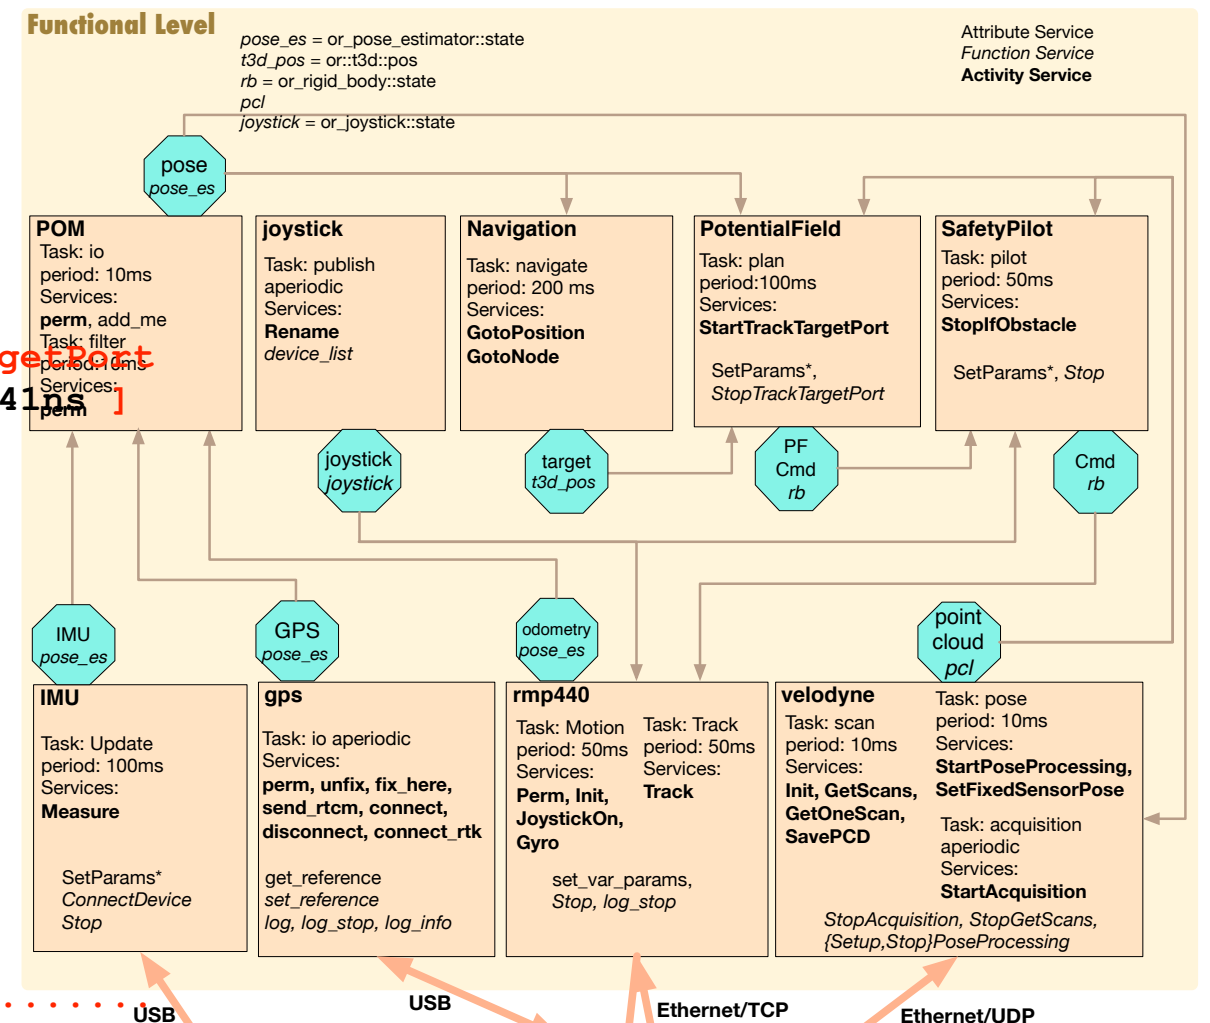 Functional Level
pose_es = or_pose_estimator::state
t3d_pos = or::t3d::pos
rb = or_rigid_body::state
pcl
joystick = or_joystick::state
Attribute Service
Function Service
Activity Service
pose
pose_es
POM
Task: io
period: 10ms
Services:
perm, add_me
Task: filter
period:10ms
Services:
perm
getPort
41ns ]
joystick
Task: publish
aperiodic
Services:
Rename
device_list
Navigation
Task: navigate
period: 200 ms
Services:
GotoPosition
GotoNode
PotentialField
Task: plan
period:100ms
Services:
StartTrackTargetPort
SetParams*,
StopTrackTargetPort
SafetyPilot
Task: pilot
period: 50ms
Services:
StopIfObstacle
SetParams*, Stop
joystick
joystick
target
t3d_pos
PF
Cmd
rb
Cmd
rb
IMU
pose_es
GPS
pose_es
odometry
pose_es
point
cloud
pcl
IMU
Task: Update
period: 100ms
Services:
Measure
SetParams*
ConnectDevice
Stop
gps
Task: io aperiodic
Services:
perm, unfix, fix_here,
send_rtcm, connect,
disconnect, connect_rtk
get_reference
set_reference
log, log_stop, log_info
rmp440
Task: Motion
period: 50ms
Services:
Perm, Init,
JoystickOn,
Gyro
Task: Track
period: 50ms
Services:
Track
set_var_params,
Stop, log_stop
velodyne
Task: scan
period: 10ms
Services:
Init, GetScans,
GetOneScan,
SavePCD
Task: pose
period: 10ms
Services:
StartPoseProcessing,
SetFixedSensorPose
Task: acquisition
aperiodic
Services:
StartAcquisition
StopAcquisition, StopGetScans,
{Setup,Stop}PoseProcessing
USB
USB
Ethernet/TCP
Ethernet/UDP